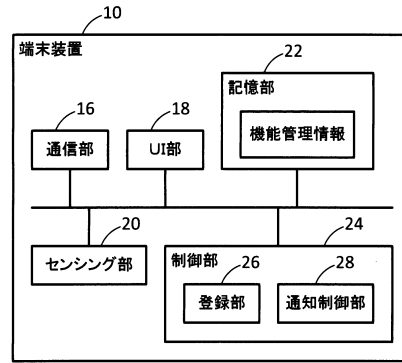 10
端末装置
22
記憶部
機能管理情報
16
通信部
18
UI部
20
センシング部
24
制御部
26
登録部
28
通知制御部